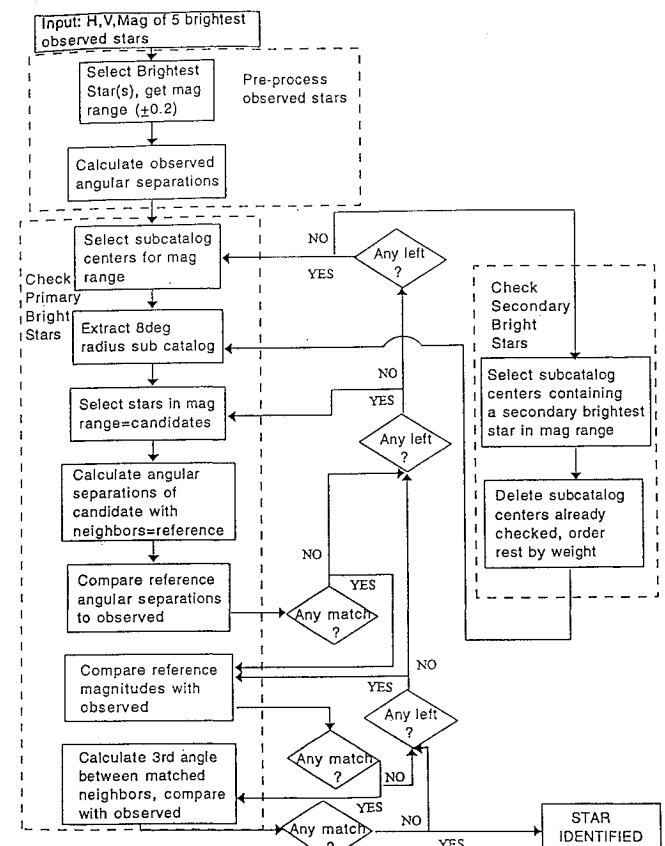 Input: H,V,Mag of 5 brightest
observed stars
Select Brightest
Star(s), get mag
range (±0.2)
Pre-process
observed stars
Calculate observed
angular separations
Check
Primary
Bright
Stars
Select subcatalog
centers for mag
range
NO
YES
Any left
?
Extract 8deg
radius sub catalog
Check
Secondary
Bright
Stars
Select subcatalog
centers containing
a secondary brightest
star in mag range
Delete subcatalog
centers already
checked, order
rest by weight
Select stars in mag
range=candidates
NO
YES
Any left
?
Calculate angular
separations of
candidate with
neighbors=reference
NO
YES
Compare reference
angular separations
to observed
Any match
?
Compare reference
magnitudes with
observed
NO
YES
Any left
?
Any match
?
NO
YES
Calculate 3rd angle
between matched
neighbors, compare
with observed
Any match
?
NO
YES
STAR
IDENTIFIED